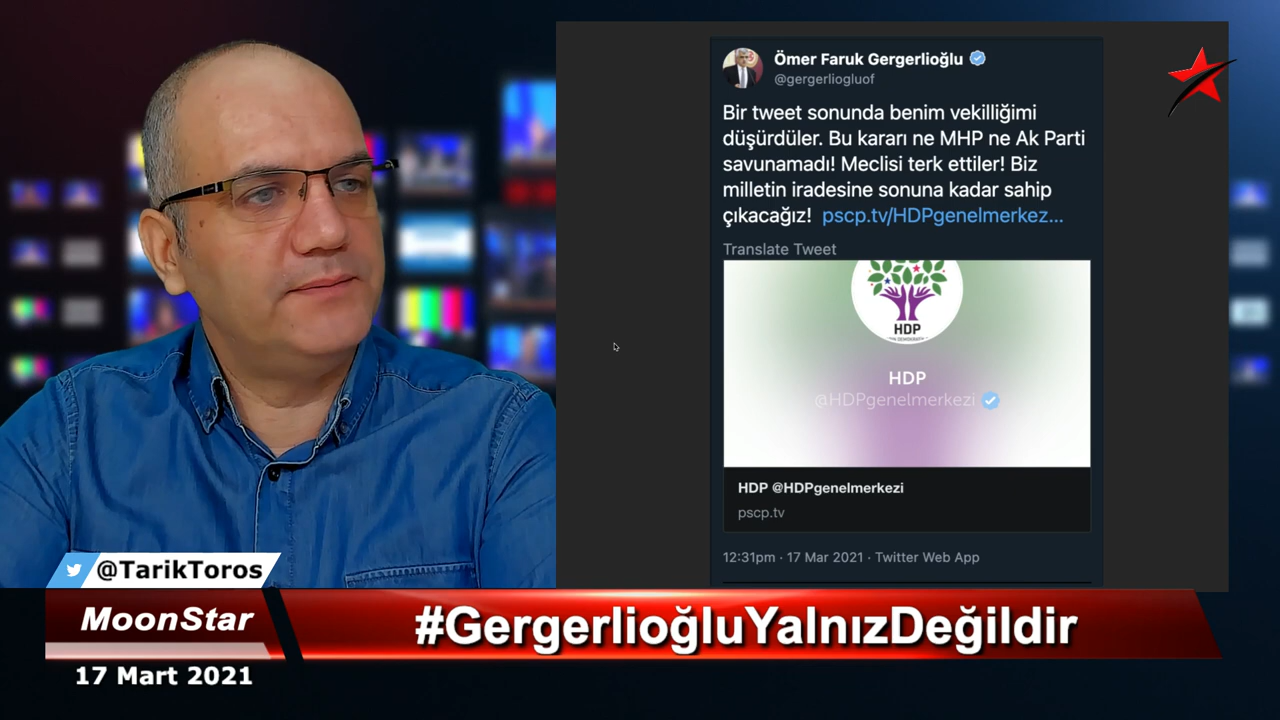 Ömer Faruk Gergerlioğlu
@gergerliogluof
Bir tweet sonunda benim vekilliğimi
düşürdüler. Bu kararı ne MHP ne Ak Parti
savunamadı! Meclisi terk ettiler! Biz
milletin iradesine sonuna kadar sahip
çıkacağız! pscp.tv/HDPgenelmerkez...
Translate Tweet
HDP
HDP
@HDPgenelmerkezi
HDP @HDPgenelmerkezi
pscp.tv
12:31pm · 17 Mar 2021 · Twitter Web App
@TarikToros
MoonStar
#GergerlioğluYalnızDeğildir
17 Mart 2021